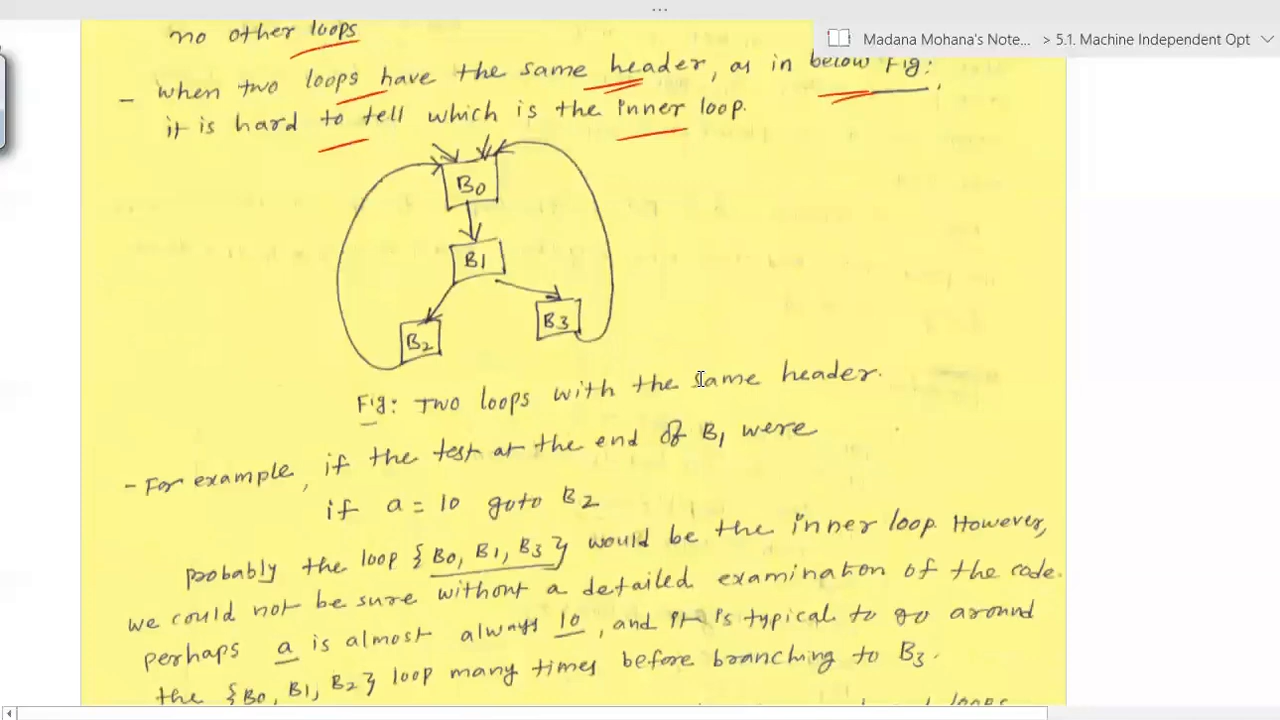 ...
Madana Mohana's Note... > 5.1. Machine Independent Opt
no other loops
- when two loops have the same header, as in below Fig:
it is hard to tell which is the inner loop.
B0
B1
B2
B3
Fig: Two loops with the same header.
- For example, if the test at the end of B1 were
if a = 10 goto B2
probably the loop {B0, B1, B3} would be the inner loop. However,
we could not be sure without a detailed examination of the code.
perhaps a is almost always 10, and it is typical to go around
the {B0, B1, B2} loop many times before branching to B3.
loops